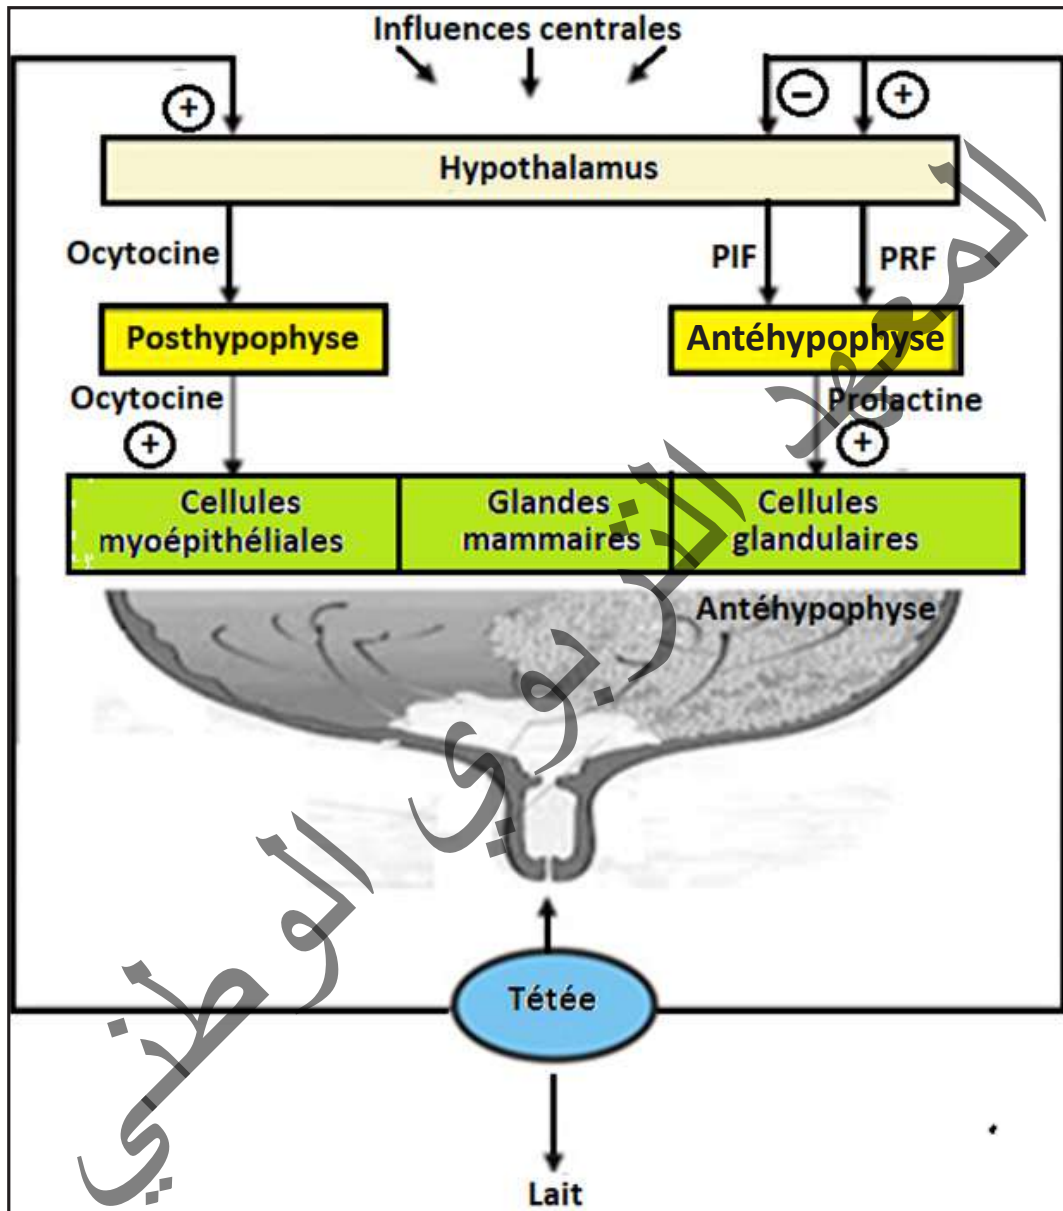 Influences centrales
+
−
+
Hypothalamus
Ocytocine
PIF
PRF
Posthypophyse
Antéhypophyse
Ocytocine
Prolactine
+
+
Cellules
myoépithéliales
Glandes
mammaires
Cellules
glandulaires
Antéhypophyse
Tétée
Lait
المعهد التربوي الوطني